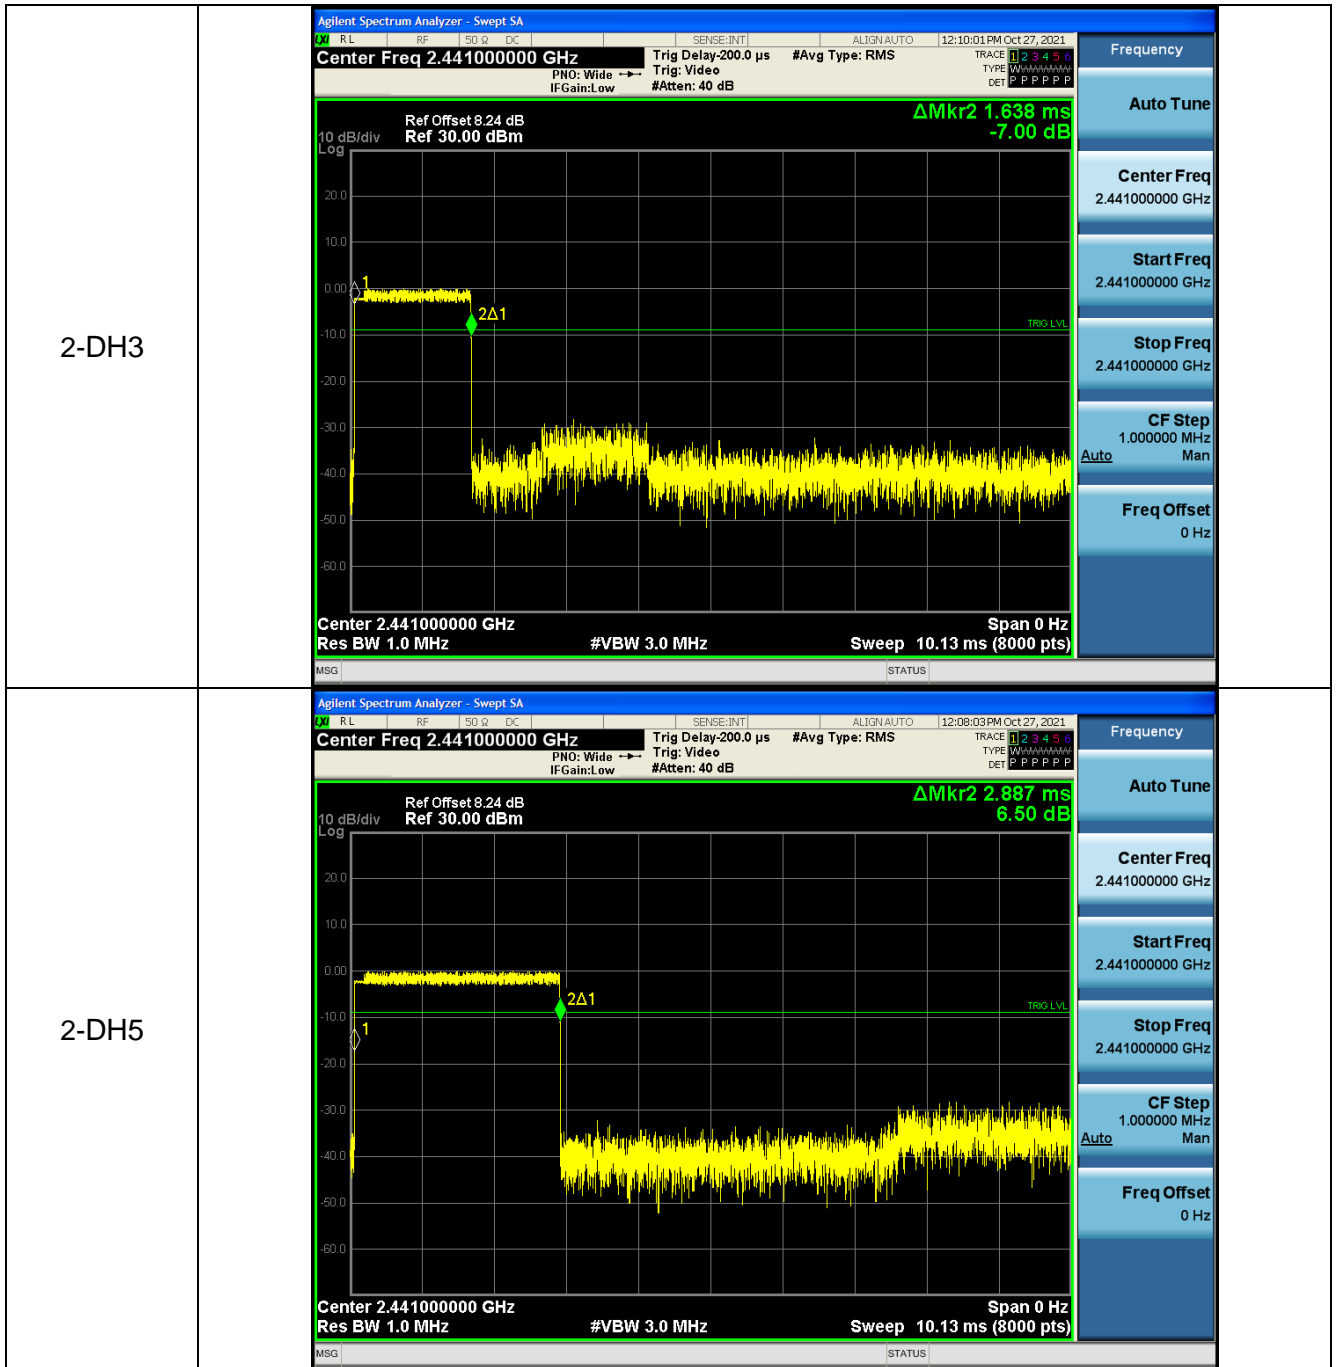 2-DH3
Agilent Spectrum Analyzer - Swept SA
LXI RL RF 50 Ω DC SENSE:INT ALIGN AUTO 12:10:01 PM Oct 27, 2021
Center Freq 2.441000000 GHz
PNO: Wide
IFGain:Low
Trig Delay-200.0 µs
Trig: Video
#Atten: 40 dB
#Avg Type: RMS
TRACE 1 2 3 4 5 6
TYPE WWWWWW
DET P P P P P P
ΔMkr2 1.638 ms
-7.00 dB
Ref Offset 8.24 dB
10 dB/div Ref 30.00 dBm
Log
20.0
10.0
0.00
-10.0
-20.0
-30.0
-40.0
-50.0
-60.0
1
2Δ1
TRIG LVL
Center 2.441000000 GHz Span 0 Hz
Res BW 1.0 MHz #VBW 3.0 MHz Sweep 10.13 ms (8000 pts)
MSG STATUS
Frequency
Auto Tune
Center Freq
2.441000000 GHz
Start Freq
2.441000000 GHz
Stop Freq
2.441000000 GHz
CF Step
1.000000 MHz
Auto Man
Freq Offset
0 Hz
2-DH5
Agilent Spectrum Analyzer - Swept SA
LXI RL RF 50 Ω DC SENSE:INT ALIGN AUTO 12:08:03 PM Oct 27, 2021
Center Freq 2.441000000 GHz
PNO: Wide
IFGain:Low
Trig Delay-200.0 µs
Trig: Video
#Atten: 40 dB
#Avg Type: RMS
TRACE 1 2 3 4 5 6
TYPE WWWWWW
DET P P P P P P
ΔMkr2 2.887 ms
6.50 dB
Ref Offset 8.24 dB
10 dB/div Ref 30.00 dBm
Log
20.0
10.0
0.00
-10.0
-20.0
-30.0
-40.0
-50.0
-60.0
1
2Δ1
TRIG LVL
Center 2.441000000 GHz Span 0 Hz
Res BW 1.0 MHz #VBW 3.0 MHz Sweep 10.13 ms (8000 pts)
MSG STATUS
Frequency
Auto Tune
Center Freq
2.441000000 GHz
Start Freq
2.441000000 GHz
Stop Freq
2.441000000 GHz
CF Step
1.000000 MHz
Auto Man
Freq Offset
0 Hz